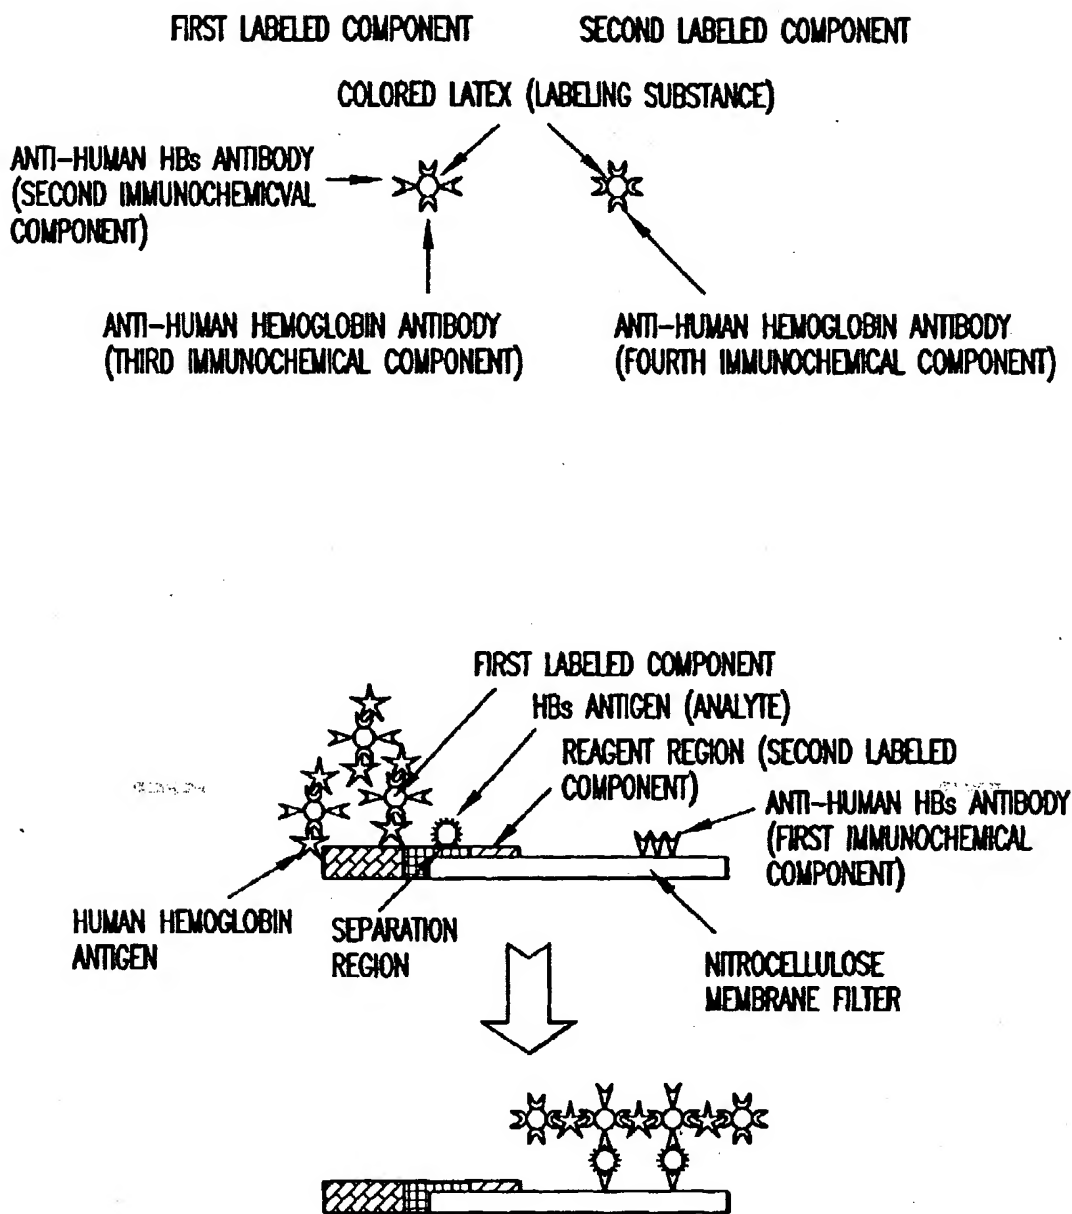 FIRST LABELED COMPONENT
SECOND LABELED COMPONENT
COLORED LATEX (LABELING SUBSTANCE)
ANTI-HUMAN HBs ANTIBODY
(SECOND IMMUNOCHEMICVAL
COMPONENT)
ANTI-HUMAN HEMOGLOBIN ANTIBODY
(THIRD IMMUNOCHEMICAL COMPONENT)
ANTI-HUMAN HEMOGLOBIN ANTIBODY
(FOURTH IMMUNOCHEMICAL COMPONENT)
FIRST LABELED COMPONENT
HBs ANTIGEN (ANALYTE)
REAGENT REGION (SECOND LABELED
COMPONENT)
ANTI-HUMAN HBs ANTIBODY
(FIRST IMMUNOCHEMICAL
COMPONENT)
HUMAN HEMOGLOBIN
ANTIGEN
SEPARATION
REGION
NITROCELLULOSE
MEMBRANE FILTER